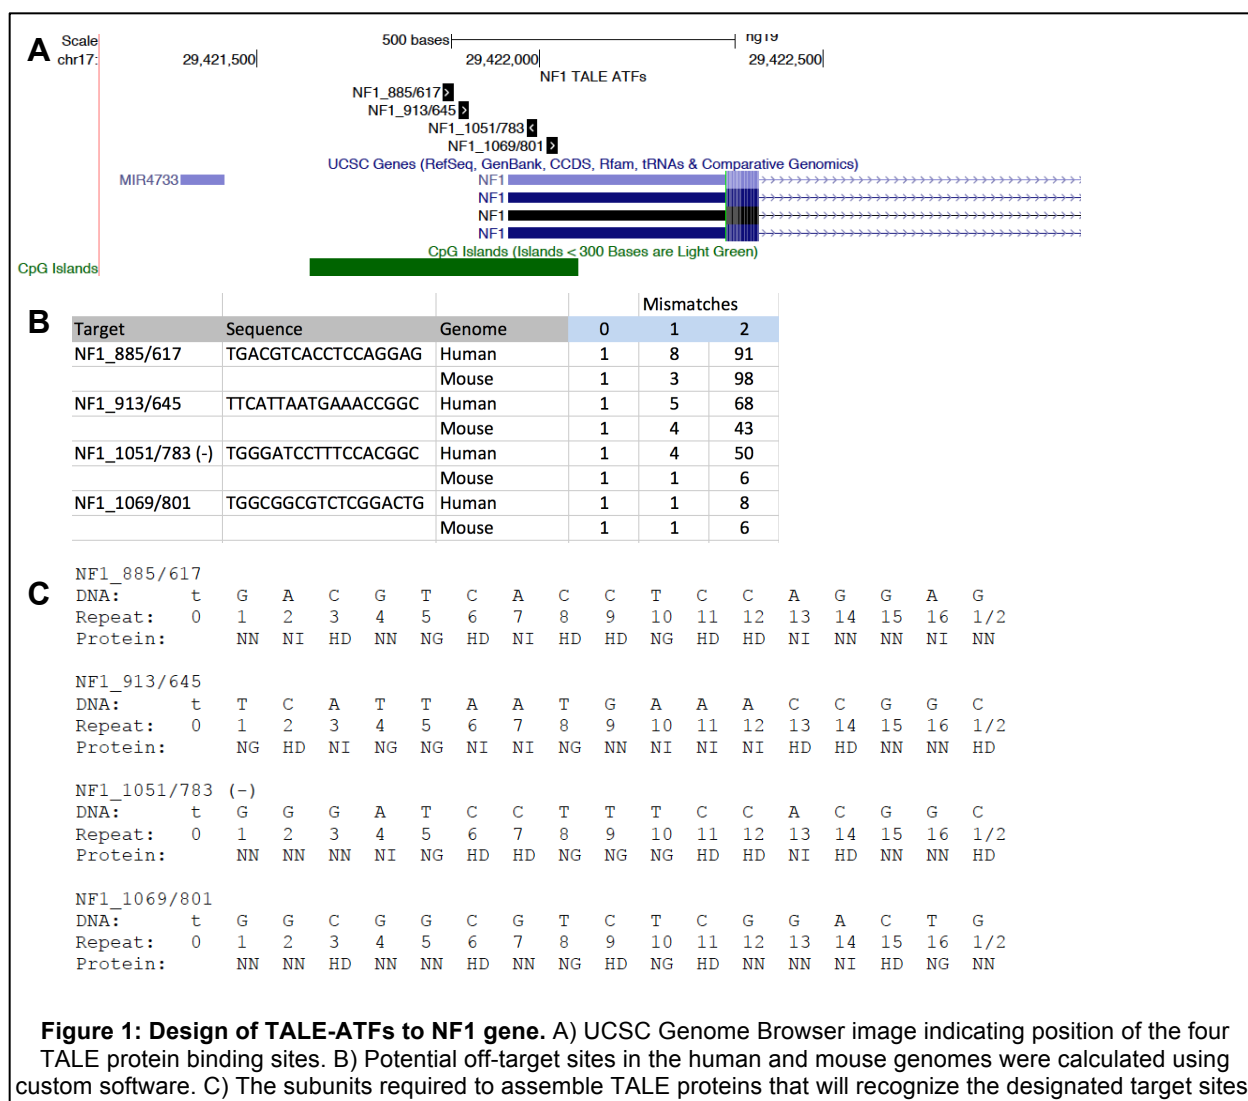 A
Scale
chr17:
500 bases
hg19
29,421,500
29,422,000
29,422,500
NF1 TALE ATFs
NF1_885/617
NF1_913/645
NF1_1051/783
NF1_1069/801
UCSC Genes (RefSeq, GenBank, CCDS, Rfam, tRNAs & Comparative Genomics)
MIR4733
NF1
NF1
NF1
NF1
CpG Islands (Islands < 300 Bases are Light Green)
CpG Islands
B
Mismatches
Target Sequence Genome 0 1 2
NF1_885/617 TGACGTCACCTCCAGGAG Human 1 8 91
Mouse 1 3 98
NF1_913/645 TTCATTAATGAAACCGGC Human 1 5 68
Mouse 1 4 43
NF1_1051/783 (-) TGGGATCCTTTCCACGGC Human 1 4 50
Mouse 1 1 6
NF1_1069/801 TGGCGGCGTCTCGGACTG Human 1 1 8
Mouse 1 1 6
C
NF1_885/617
DNA: t G A C G T C A C C T C C A G G A G
Repeat: 0 1 2 3 4 5 6 7 8 9 10 11 12 13 14 15 16 1/2
Protein: NN NI HD NN NG HD NI HD HD NG HD HD NI NN NN NI NN
NF1_913/645
DNA: t T C A T T A A T G A A A C C G G C
Repeat: 0 1 2 3 4 5 6 7 8 9 10 11 12 13 14 15 16 1/2
Protein: NG HD NI NG NG NI NI NG NN NI NI NI HD HD NN NN HD
NF1_1051/783 (-)
DNA: t G G G A T C C T T T C C A C G G C
Repeat: 0 1 2 3 4 5 6 7 8 9 10 11 12 13 14 15 16 1/2
Protein: NN NN NN NI NG HD HD NG NG NG HD HD NI HD NN NN HD
NF1_1069/801
DNA: t G G C G G C G T C T C G G A C T G
Repeat: 0 1 2 3 4 5 6 7 8 9 10 11 12 13 14 15 16 1/2
Protein: NN NN HD NN NN HD NN NG HD NG HD NN NN NI HD NG NN
Figure 1: Design of TALE-ATFs to NF1 gene. A) UCSC Genome Browser image indicating position of the four
TALE protein binding sites. B) Potential off-target sites in the human and mouse genomes were calculated using
custom software. C) The subunits required to assemble TALE proteins that will recognize the designated target sites